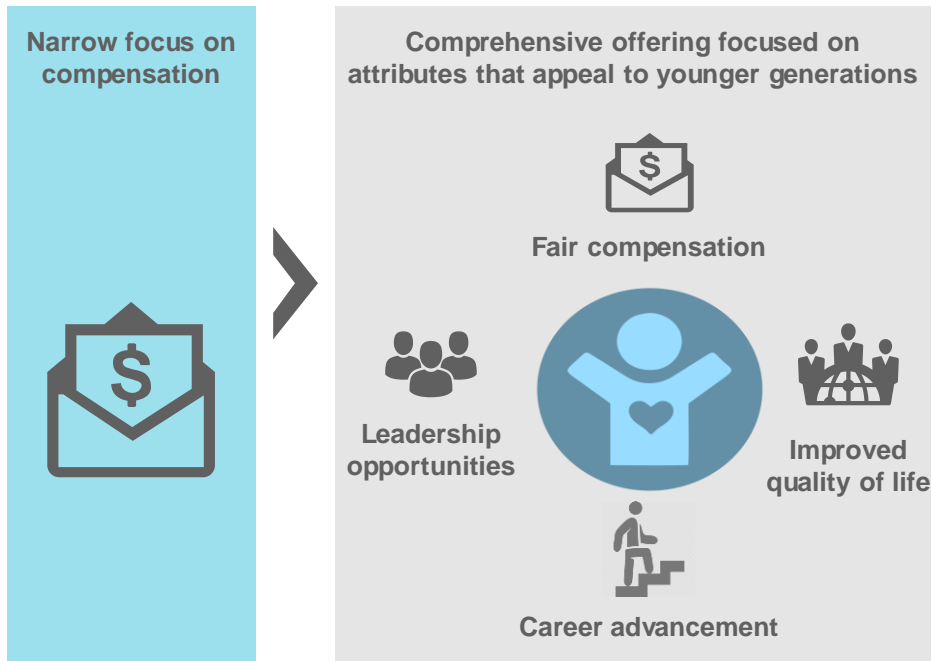 Narrow focus on
compensation
$
Comprehensive offering focused on
attributes that appeal to younger generations
$
Fair compensation
Leadership
opportunities
Improved
quality of life
Career advancement